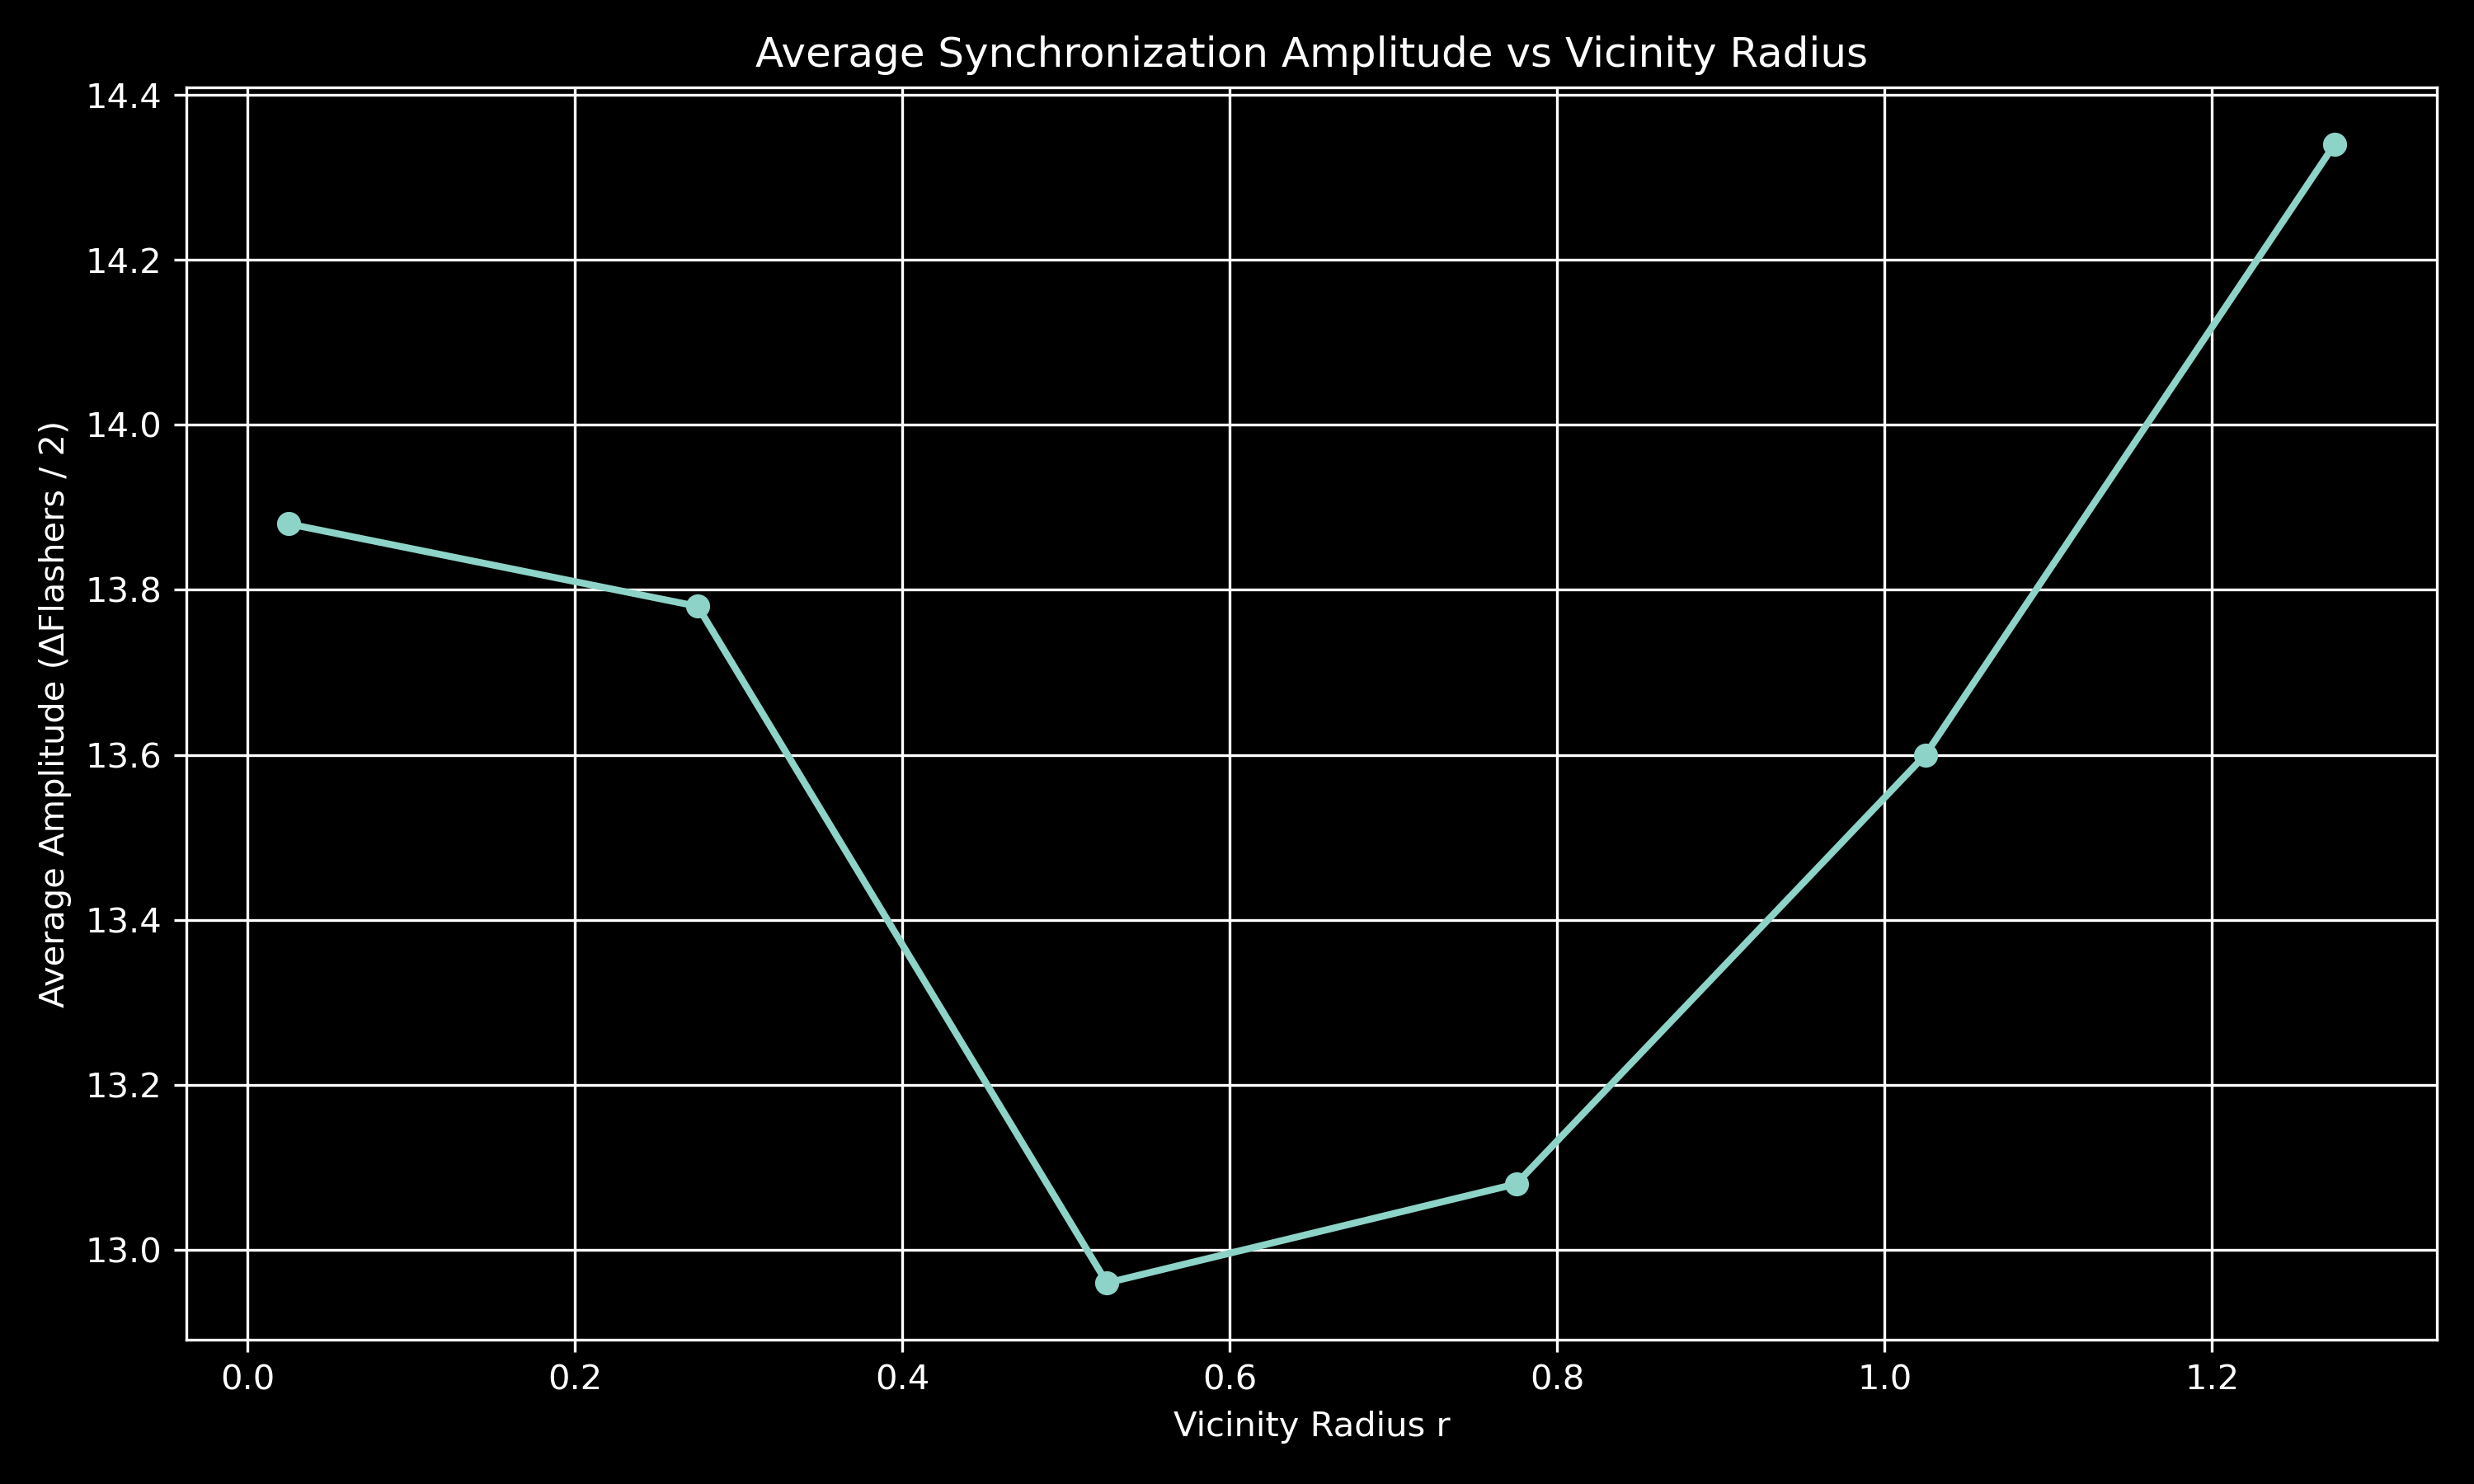 Average Synchronization Amplitude vs Vicinity Radius
Average Amplitude (ΔFlashers / 2)
14.4
14.2
14.0
13.8
13.6
13.4
13.2
13.0
0.0 0.2 0.4 0.6 0.8 1.0 1.2
Vicinity Radius r